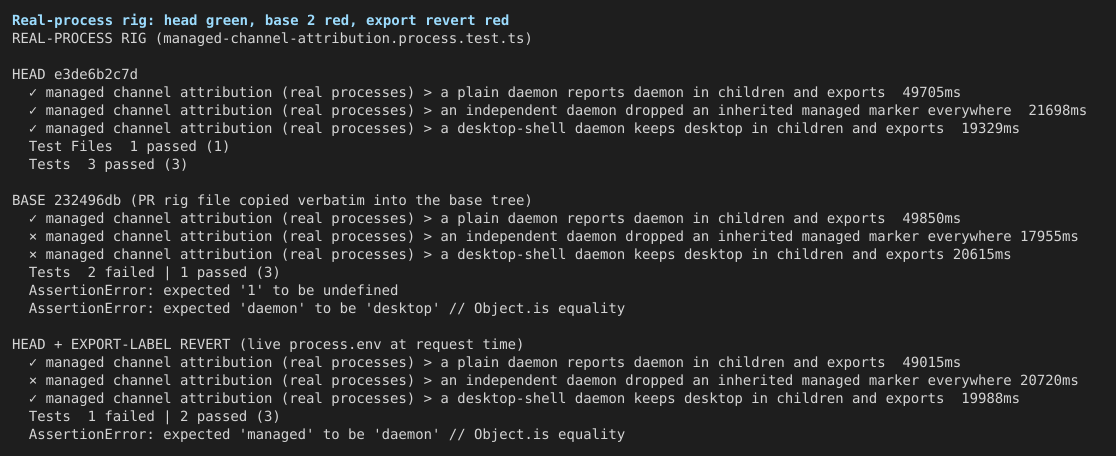 Real-process rig: head green, base 2 red, export revert red
REAL-PROCESS RIG (managed-channel-attribution.process.test.ts)
HEAD e3de6b2c7d
✓ managed channel attribution (real processes) > a plain daemon reports daemon in children and exports 49705ms
✓ managed channel attribution (real processes) > an independent daemon dropped an inherited managed marker everywhere 21698ms
✓ managed channel attribution (real processes) > a desktop-shell daemon keeps desktop in children and exports 19329ms
Test Files 1 passed (1)
Tests 3 passed (3)
BASE 232496db (PR rig file copied verbatim into the base tree)
✓ managed channel attribution (real processes) > a plain daemon reports daemon in children and exports 49850ms
× managed channel attribution (real processes) > an independent daemon dropped an inherited managed marker everywhere 17955ms
× managed channel attribution (real processes) > a desktop-shell daemon keeps desktop in children and exports 20615ms
Tests 2 failed | 1 passed (3)
AssertionError: expected '1' to be undefined
AssertionError: expected 'daemon' to be 'desktop' // Object.is equality
HEAD + EXPORT-LABEL REVERT (live process.env at request time)
✓ managed channel attribution (real processes) > a plain daemon reports daemon in children and exports 49015ms
× managed channel attribution (real processes) > an independent daemon dropped an inherited managed marker everywhere 20720ms
✓ managed channel attribution (real processes) > a desktop-shell daemon keeps desktop in children and exports 19988ms
Tests 1 failed | 2 passed (3)
AssertionError: expected 'managed' to be 'daemon' // Object.is equality